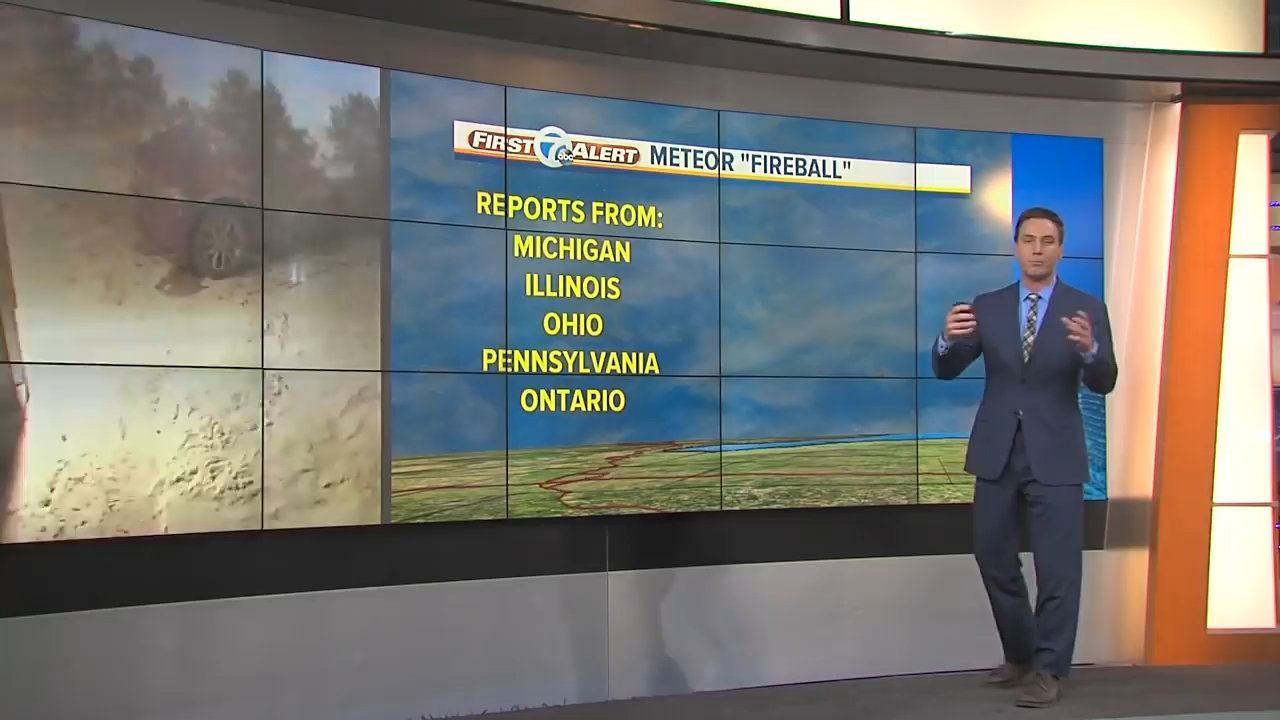 FIRST 7 abc ALERT METEOR "FIREBALL"
REPORTS FROM:
MICHIGAN
ILLINOIS
OHIO
PENNSYLVANIA
ONTARIO